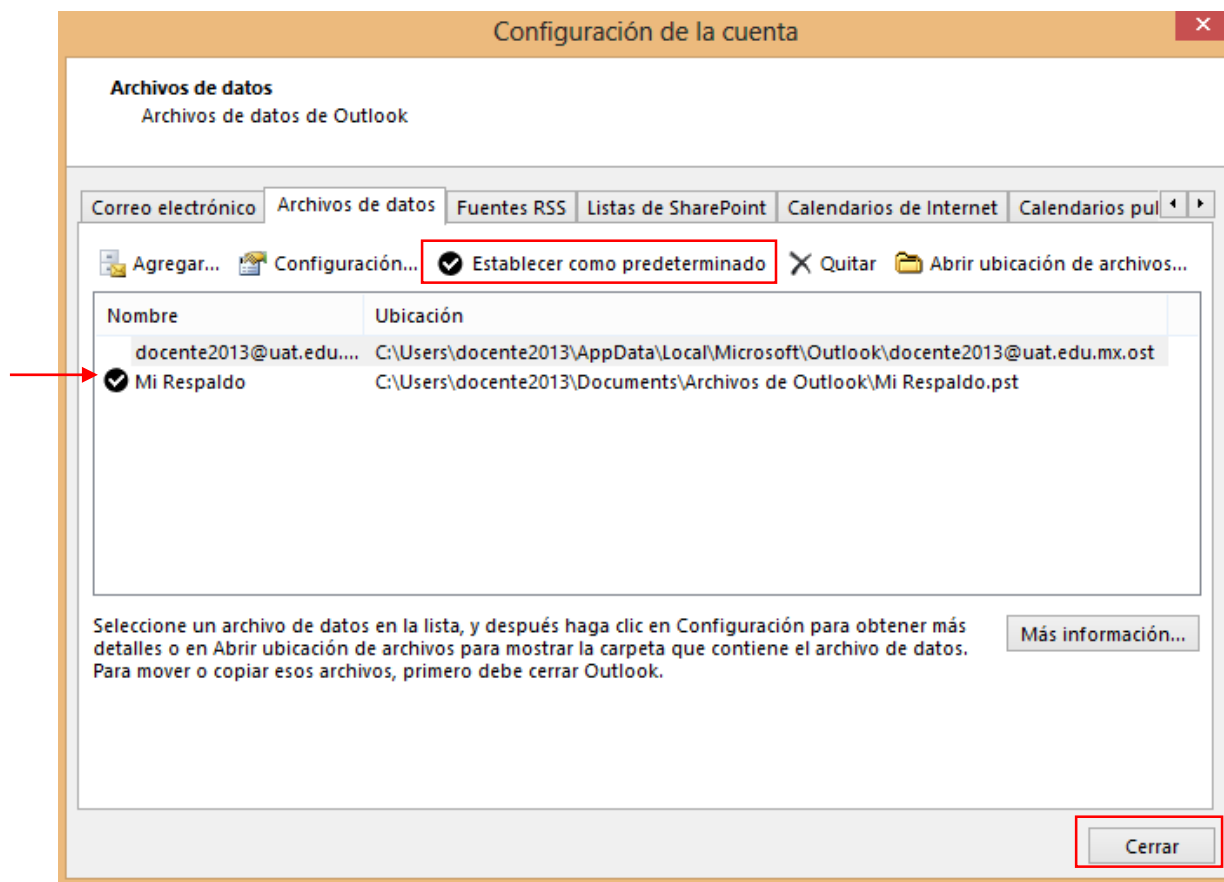 Configuración de la cuenta
Archivos de datos
Archivos de datos de Outlook
Correo electrónico Archivos de datos Fuentes RSS Listas de SharePoint Calendarios de Internet Calendarios pul
Agregar... Configuración... Establecer como predeterminado Quitar Abrir ubicación de archivos...
Nombre Ubicación
docente2013@uat.edu.... C:\Users\docente2013\AppData\Local\Microsoft\Outlook\docente2013@uat.edu.mx.ost
Mi Respaldo C:\Users\docente2013\Documents\Archivos de Outlook\Mi Respaldo.pst
Seleccione un archivo de datos en la lista, y después haga clic en Configuración para obtener más
detalles o en Abrir ubicación de archivos para mostrar la carpeta que contiene el archivo de datos.
Para mover o copiar esos archivos, primero debe cerrar Outlook.
Más información...
Cerrar